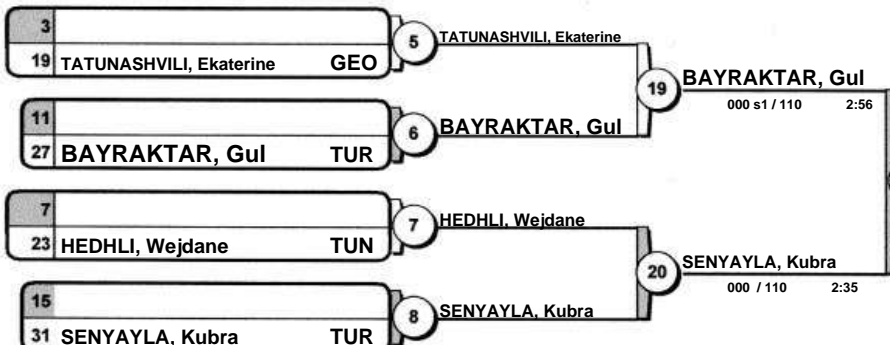 3
19 TATUNASHVILI, Ekaterine GEO
5 TATUNASHVILI, Ekaterine
11
27 BAYRAKTAR, Gul TUR
6 BAYRAKTAR, Gul
19 BAYRAKTAR, Gul
000 s1 / 110 2:56
7
23 HEDHLI, Wejdane TUN
7 HEDHLI, Wejdane
15
31 SENYAYLA, Kubra TUR
8 SENYAYLA, Kubra
20 SENYAYLA, Kubra
000 / 110 2:35